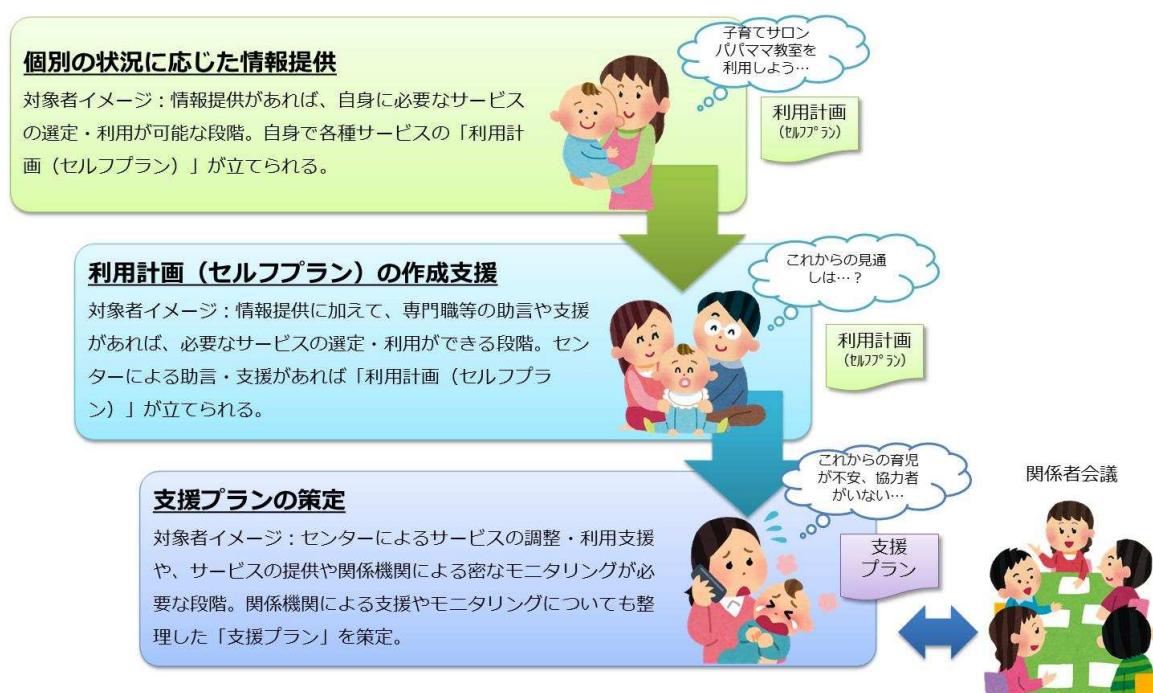 個別の状況に応じた情報提供
対象者イメージ：情報提供があれば、自身に必要なサービス
の選定・利用が可能な段階。自身で各種サービスの「利用計
画（セルフプラン）」が立てられる。
子育てサロン
パパママ教室を
利用しよう…
利用計画
（ｾﾙﾌﾌﾟﾗﾝ）
利用計画（セルフプラン）の作成支援
対象者イメージ：情報提供に加えて、専門職等の助言や支援
があれば、必要なサービスの選定・利用ができる段階。セン
ターによる助言・支援があれば「利用計画（セルフプラ
ン）」が立てられる。
これからの見通
しは…？
利用計画
（ｾﾙﾌﾌﾟﾗﾝ）
支援プランの策定
対象者イメージ：センターによるサービスの調整・利用支援
や、サービスの提供や関係機関による密なモニタリングが必
要な段階。関係機関による支援やモニタリングについても整
理した「支援プラン」を策定。
これからの育児
が不安、協力者
がいない…
支援
プラン
関係者会議